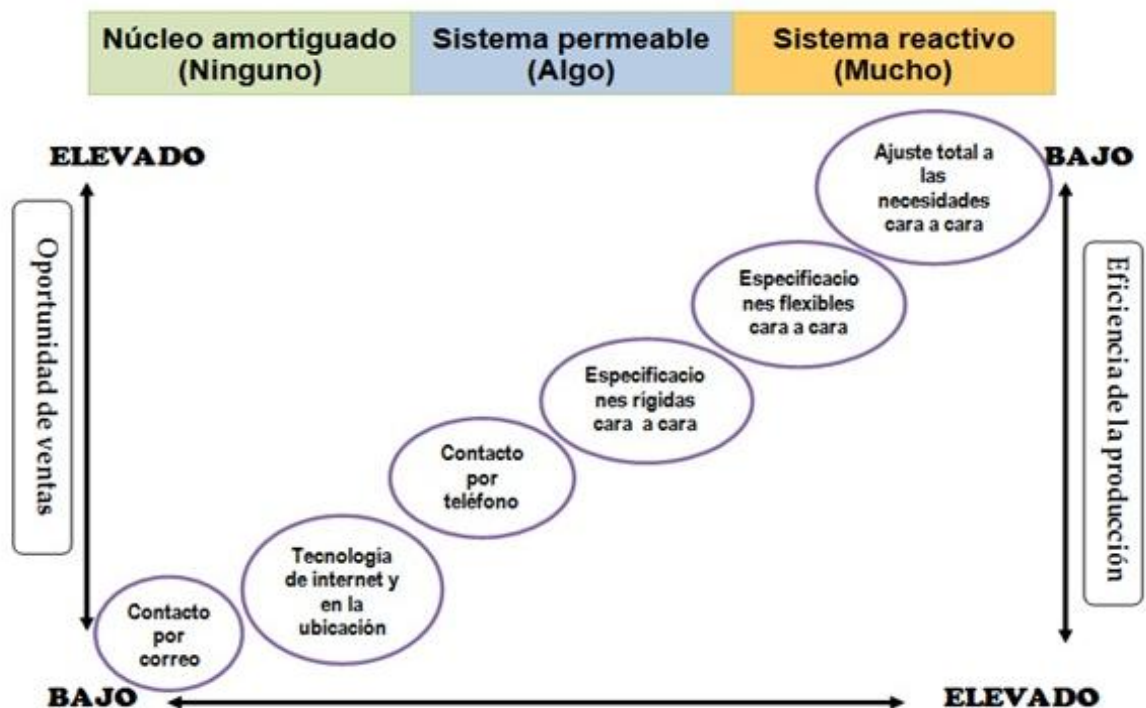 Núcleo amortiguado
(Ninguno)
Sistema permeable
(Algo)
Sistema reactivo
(Mucho)
ELEVADO
BAJO
Oportunidad de ventas
Eficiencia de la producción
Ajuste total a
las
necesidades
cara a cara
Especificacio
nes flexibles
cara a cara
Especificacio
nes rígidas
cara a cara
Contacto
por
teléfono
Tecnología
de internet y
en la
ubicación
Contacto
por
correo
BAJO
ELEVADO